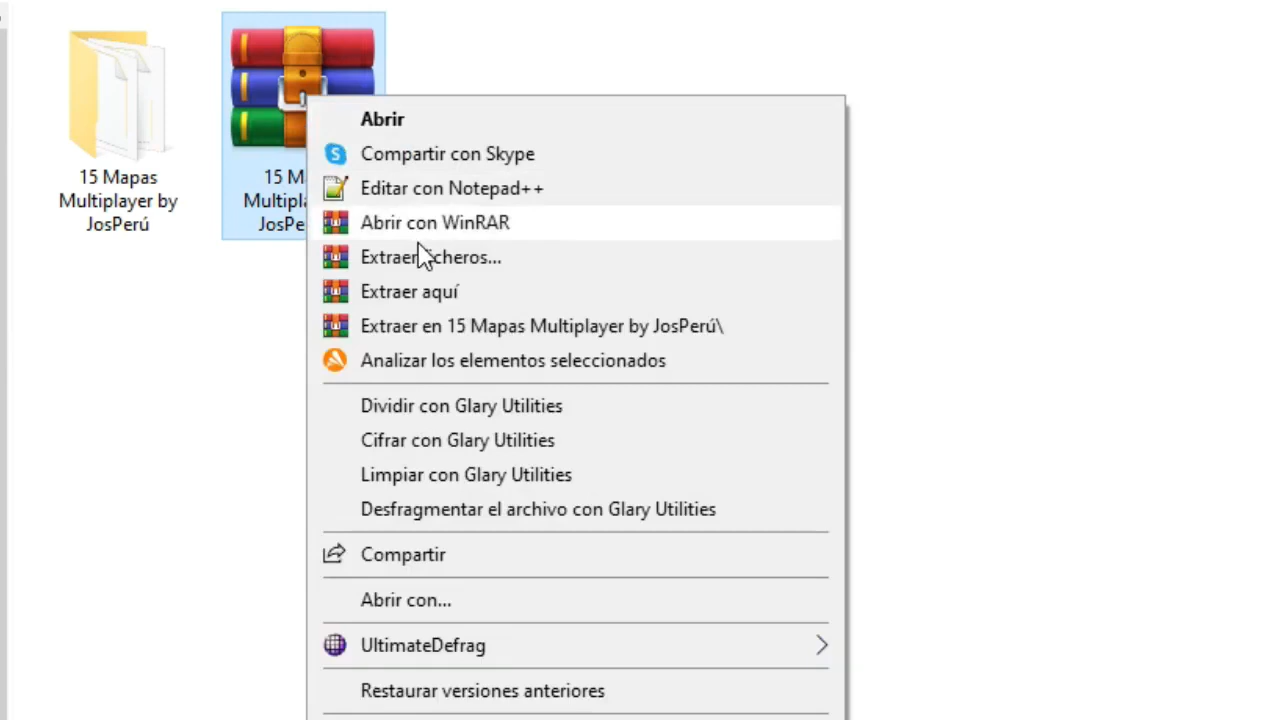 15 Mapas
Multiplayer by
JosPerú
15 M
Multipl
JosPe
Abrir
Compartir con Skype
Editar con Notepad++
Abrir con WinRAR
Extraer cheros...
Extraer aquí
Extraer en 15 Mapas Multiplayer by JosPerú\
Analizar los elementos seleccionados
Dividir con Glary Utilities
Cifrar con Glary Utilities
Limpiar con Glary Utilities
Desfragmentar el archivo con Glary Utilities
Compartir
Abrir con...
UltimateDefrag
Restaurar versiones anteriores